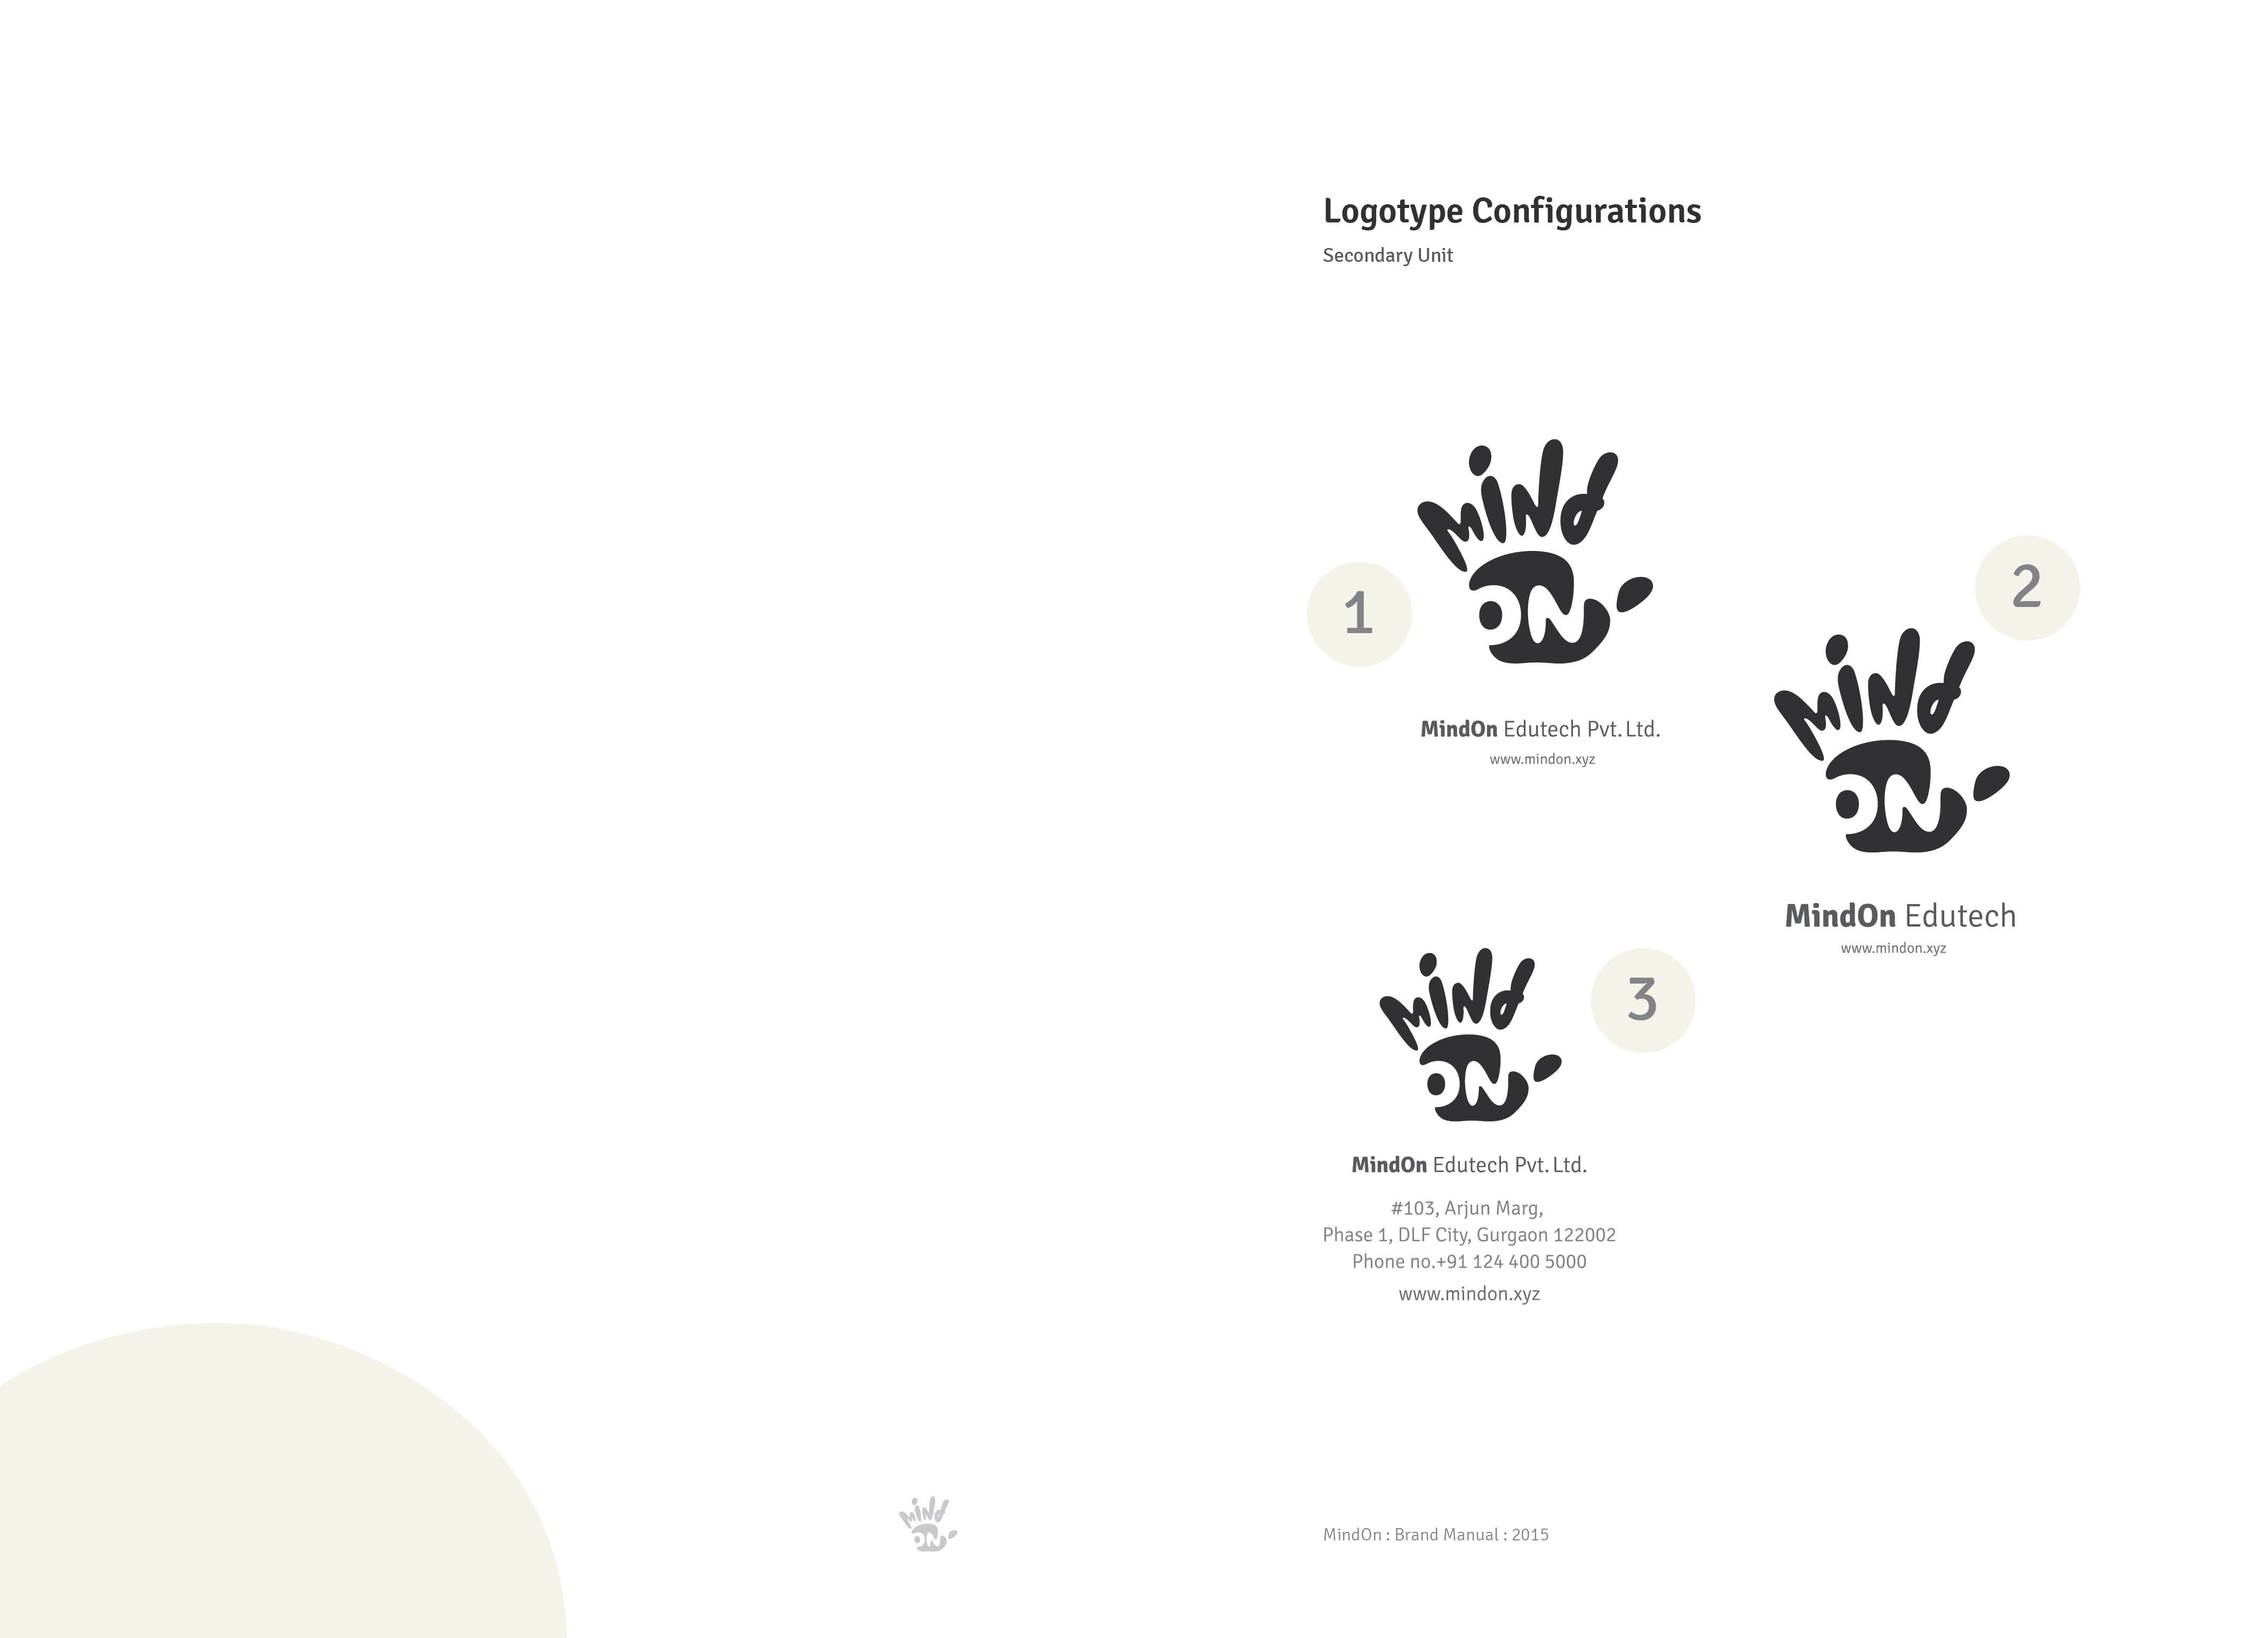 Logotype Configurations
Secondary Unit
1
MiNd
ON
MindOn Edutech Pvt. Ltd.
www.mindon.xyz
2
MiNd
ON
MindOn Edutech
www.mindon.xyz
3
MiNd
ON
MindOn Edutech Pvt. Ltd.
#103, Arjun Marg,
Phase 1, DLF City, Gurgaon 122002
Phone no.+91 124 400 5000
www.mindon.xyz
MiNd
ON
MindOn : Brand Manual : 2015